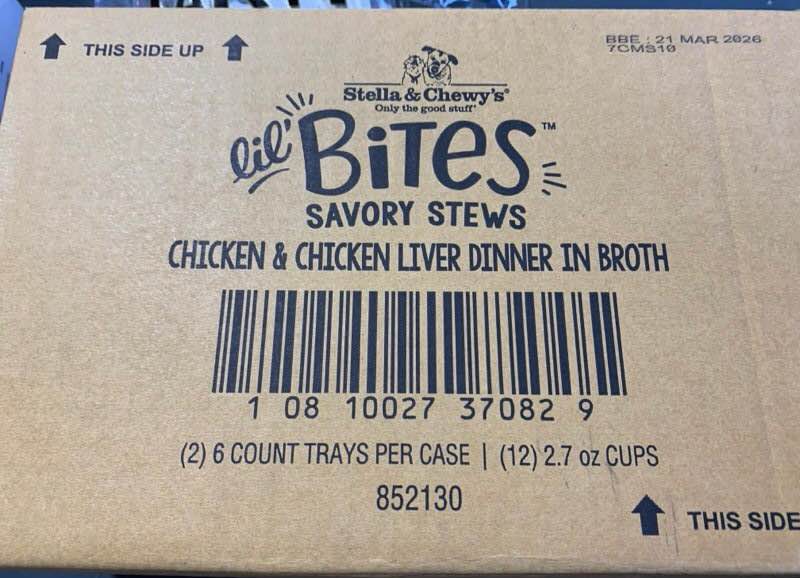 THIS SIDE UP
BBE : 21 MAR 2026
7CMS10
Stella & Chewy's®
Only the good stuff™
lil' BiTes™
SAVORY STEWS
CHICKEN & CHICKEN LIVER DINNER IN BROTH
1 08 10027 37082 9
(2) 6 COUNT TRAYS PER CASE | (12) 2.7 oz CUPS
852130
THIS SIDE